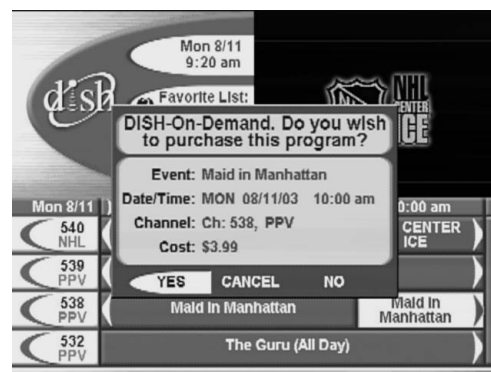 Mon 8/11
9:20 am
dish
Favorite List:
NHL
CENTER
ICE
DISH-On-Demand. Do you wish
to purchase this program?
Event: Maid in Manhattan
Date/Time: MON 08/11/03 10:00 am
Channel: Ch: 538, PPV
Cost: $3.99
YES CANCEL NO
Mon 8/11 0:00 am
540
NHL
CENTER
ICE
539
PPV
538
PPV
Maid In Manhattan
Maid In
Manhattan
532
PPV
The Guru (All Day)